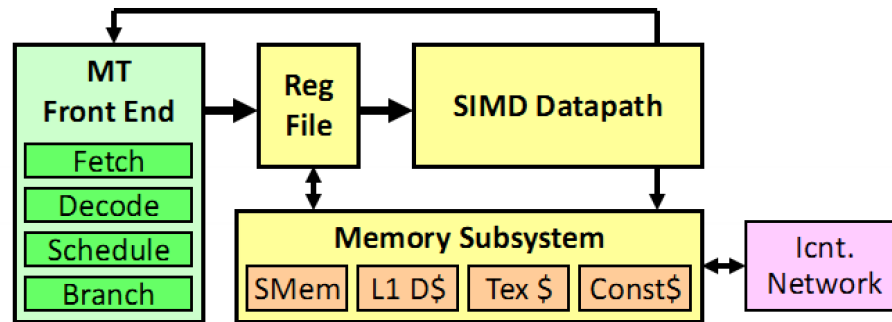 MT
Front End
Fetch
Decode
Schedule
Branch
Reg
File
SIMD Datapath
Memory Subsystem
SMem
L1 D$
Tex $
Const$
Icnt.
Network